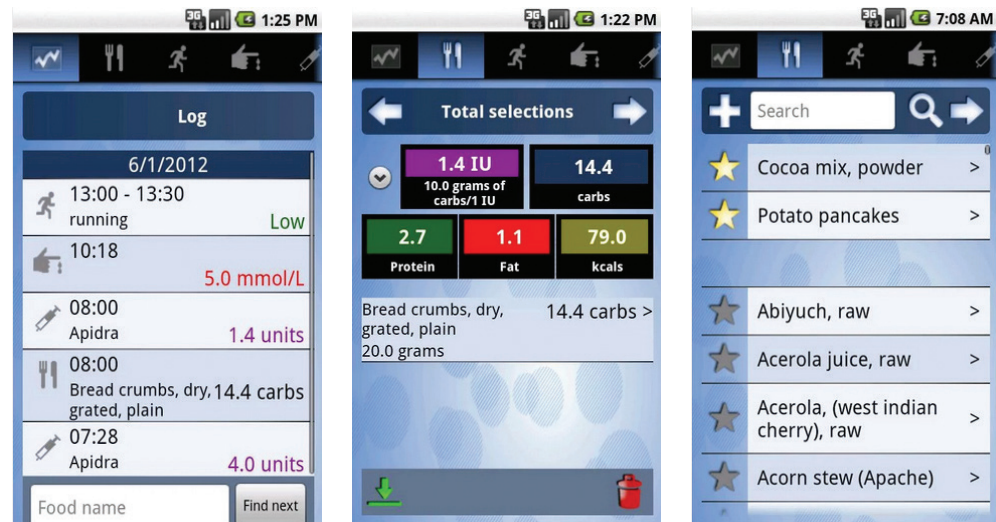 3G 1:25 PM
Log
6/1/2012
13:00 - 13:30
running
Low
10:18
5.0 mmol/L
08:00
Apidra
1.4 units
08:00
Bread crumbs, dry, 14.4 carbs
grated, plain
07:28
Apidra
4.0 units
Food name
Find next
3G 1:22 PM
Total selections
1.4 IU
10.0 grams of
carbs/1 IU
14.4
carbs
2.7
Protein
1.1
Fat
79.0
kcals
Bread crumbs, dry, 14.4 carbs >
grated, plain
20.0 grams
3G 7:08 AM
Search
Cocoa mix, powder >
Potato pancakes >
Abiyuch, raw >
Acerola juice, raw >
Acerola, (west indian
cherry), raw >
Acorn stew (Apache) >